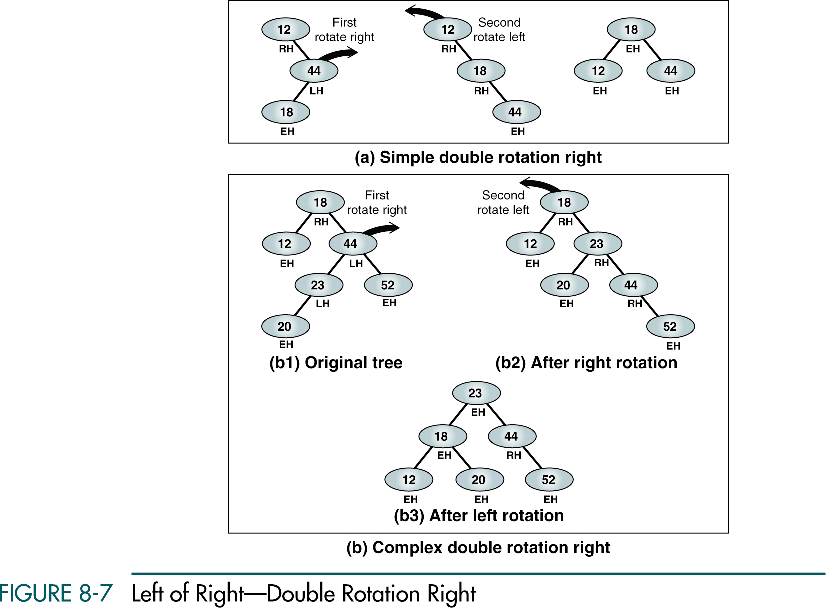 First
rotate right
12
RH
44
LH
18
EH
Second
rotate left
12
RH
18
RH
44
EH
18
EH
12
EH
44
EH
(a) Simple double rotation right
First
rotate right
18
RH
12
EH
44
LH
23
LH
52
EH
20
EH
(b1) Original tree
Second
rotate left
18
RH
12
EH
23
RH
20
EH
44
RH
52
EH
(b2) After right rotation
23
EH
18
EH
44
RH
12
EH
20
EH
52
EH
(b3) After left rotation
(b) Complex double rotation right
FIGURE 8-7 Left of Right—Double Rotation Right